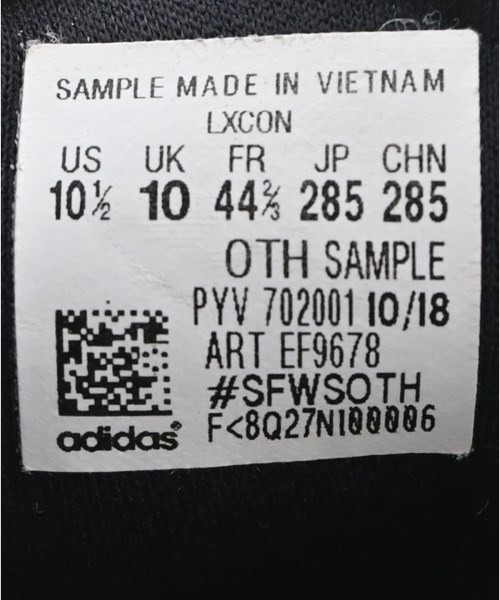 SAMPLE MADE IN VIETNAM
LXCON
US UK FR JP CHN
10½ 10 44⅔ 285 285
OTH SAMPLE
PYV 702001 10/18
ART EF9678
#SFWSOTH
F<8Q27N100006
adidas®